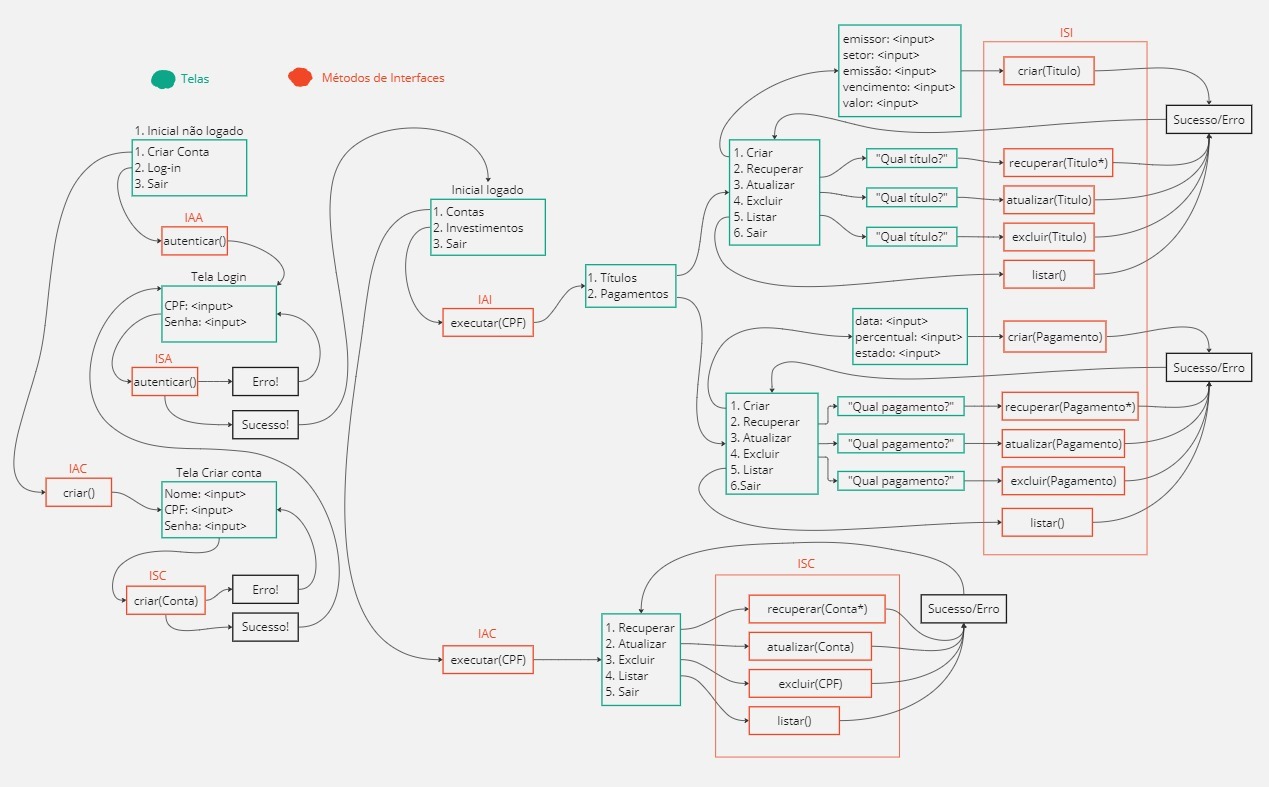 Telas
Métodos de Interfaces
1. Inicial não logado
1. Criar Conta
2. Log-in
3. Sair
IAA
autenticar()
Tela Login
CPF: <input>
Senha: <input>
ISA
autenticar()
Erro!
Sucesso!
IAC
criar()
Tela Criar conta
Nome: <input>
CPF: <input>
Senha: <input>
ISC
criar(Conta)
Erro!
Sucesso!
Inicial logado
1. Contas
2. Investimentos
3. Sair
IAI
executar(CPF)
1. Títulos
2. Pagamentos
emissor: <input>
setor: <input>
emissão: <input>
vencimento: <input>
valor: <input>
1. Criar
2. Recuperar
3. Atualizar
4. Excluir
5. Listar
6. Sair
"Qual título?"
"Qual título?"
"Qual título?"
ISI
criar(Titulo)
recuperar(Titulo*)
atualizar(Titulo)
excluir(Titulo)
listar()
Sucesso/Erro
data: <input>
percentual: <input>
estado: <input>
1. Criar
2. Recuperar
3. Atualizar
4. Excluir
5. Listar
6.Sair
"Qual pagamento?"
"Qual pagamento?"
"Qual pagamento?"
criar(Pagamento)
recuperar(Pagamento*)
atualizar(Pagamento)
excluir(Pagamento)
listar()
Sucesso/Erro
IAC
executar(CPF)
1. Recuperar
2. Atualizar
3. Excluir
4. Listar
5. Sair
ISC
recuperar(Conta*)
atualizar(Conta)
excluir(CPF)
listar()
Sucesso/Erro